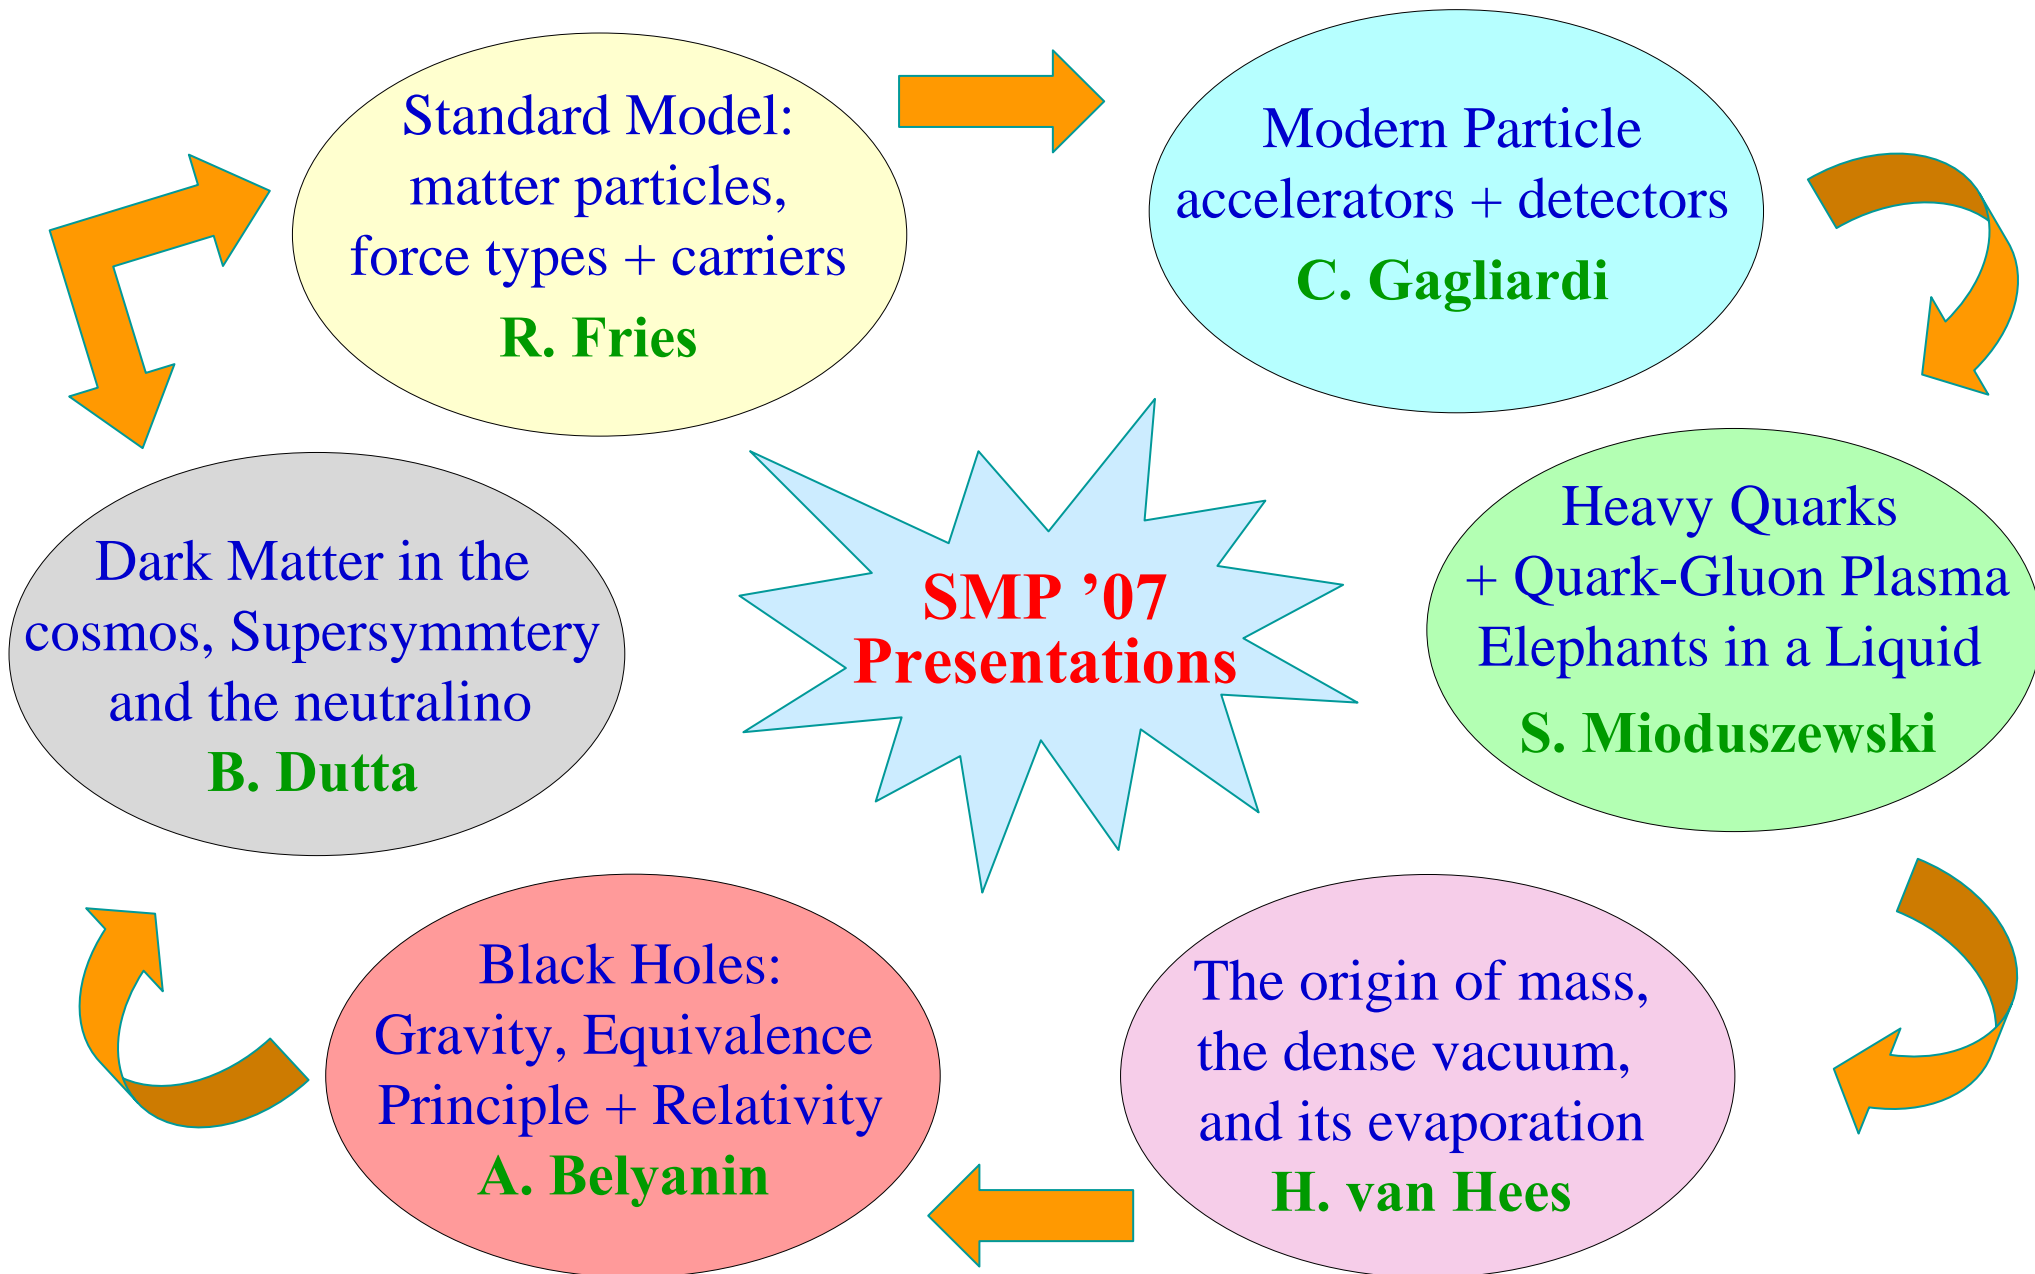 Standard Model:
matter particles,
force types + carriers
R. Fries
Modern Particle
accelerators + detectors
C. Gagliardi
Heavy Quarks
+ Quark-Gluon Plasma
Elephants in a Liquid
S. Mioduszewski
The origin of mass,
the dense vacuum,
and its evaporation
H. van Hees
Black Holes:
Gravity, Equivalence
Principle + Relativity
A. Belyanin
Dark Matter in the
cosmos, Supersymmtery
and the neutralino
B. Dutta
SMP ’07
Presentations